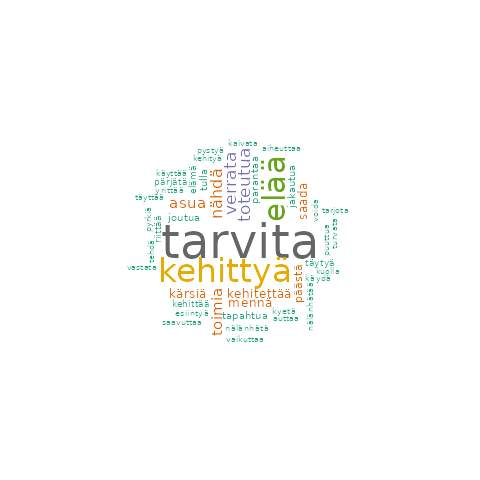 kaivata
pystyä
aiheuttaa
kehityä
verrata
toteutua
parantaa
elää
jakautua
käyttää
pärjätä
yrittää
elämä
tulla
nähdä
saada
täyttää
asua
joutua
voida
tarjota
pyrkiä
riittää
tarvita
puuttua
turvata
tehdä
vastata
kehittyä
täytyä
kuolla
käydä
päästä
kärsiä
kehitettää
mennä
kehittää
toimia
esiintyä
saavuttaa
tapahtua
kyetä
auttaa
nälänhätää
nälänhätä
vaikuttaa